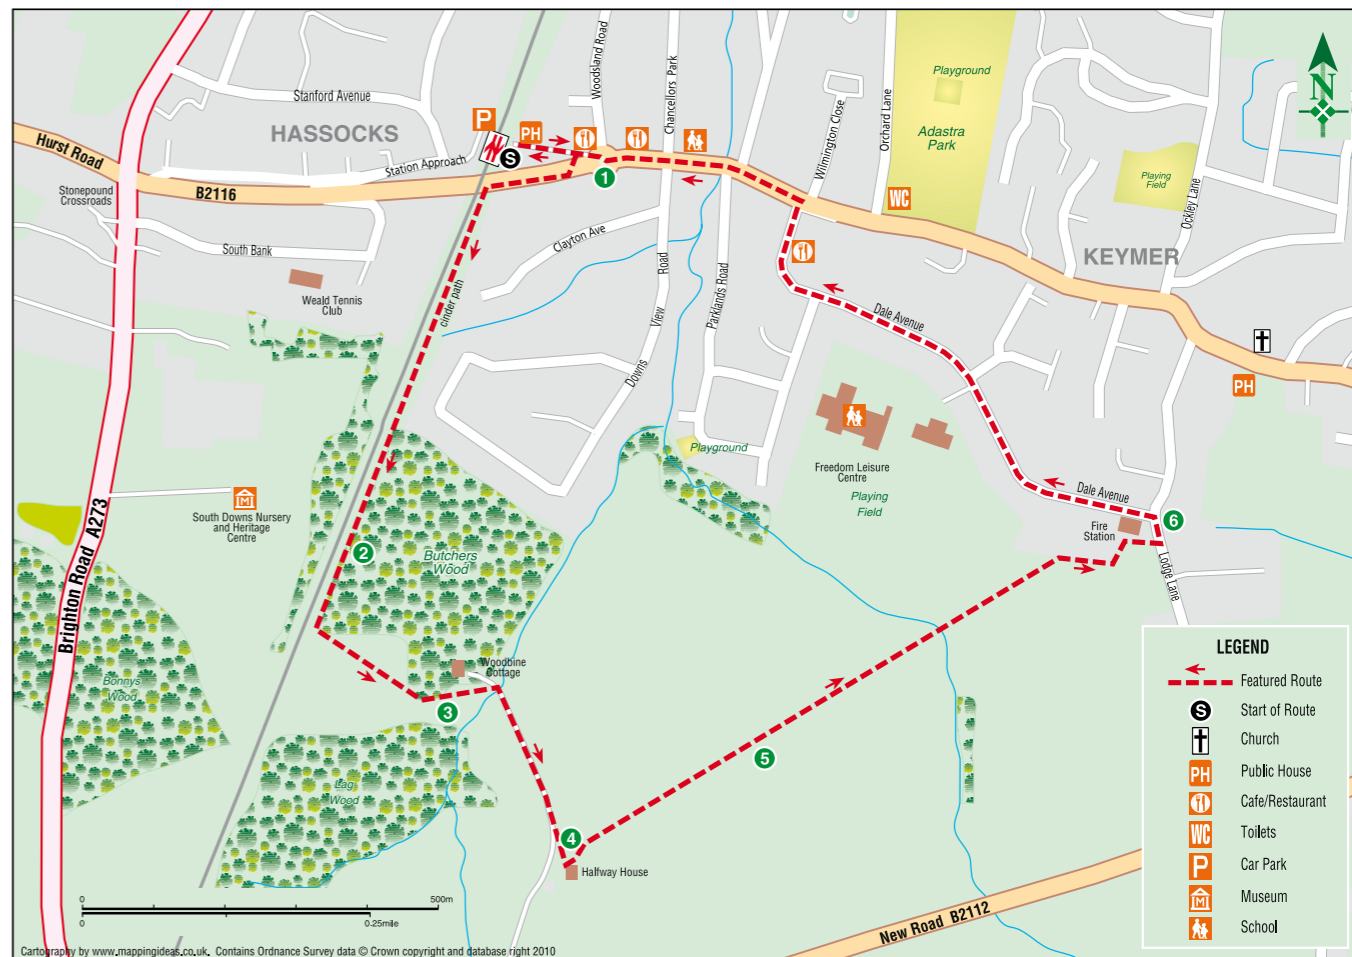 Stanford Avenue
HASSOCKS
Hurst Road
Station Approach
B2116
Stonepound
Crossroads
South Bank
Weald Tennis
Club
P
PH
S
Woodsland Road
Chancellors Park
1
Clayton Ave
cinder path
Downs
View
Road
Parklands Road
Wilmington Close
Orchard Lane
Playground
Adastra
Park
WC
Playing
Field
Ockley Lane
KEYMER
N
PH
Dale Avenue
Playground
Freedom Leisure
Centre
Playing
Field
Dale Avenue
Fire
Station
6
Lodge Lane
M
South Downs Nursery
and Heritage
Centre
Brighton Road A273
2
Butchers
Wood
Bonnys
Wood
Woodbine
Cottage
3
Lag
Wood
4
Halfway House
5
New Road B2112
LEGEND
Featured Route
S Start of Route
Church
PH Public House
Cafe/Restaurant
WC Toilets
P Car Park
M Museum
School
0 500m
0 0.25mile
Cartography by www.mappingideas.co.uk. Contains Ordnance Survey data © Crown copyright and database right 2010